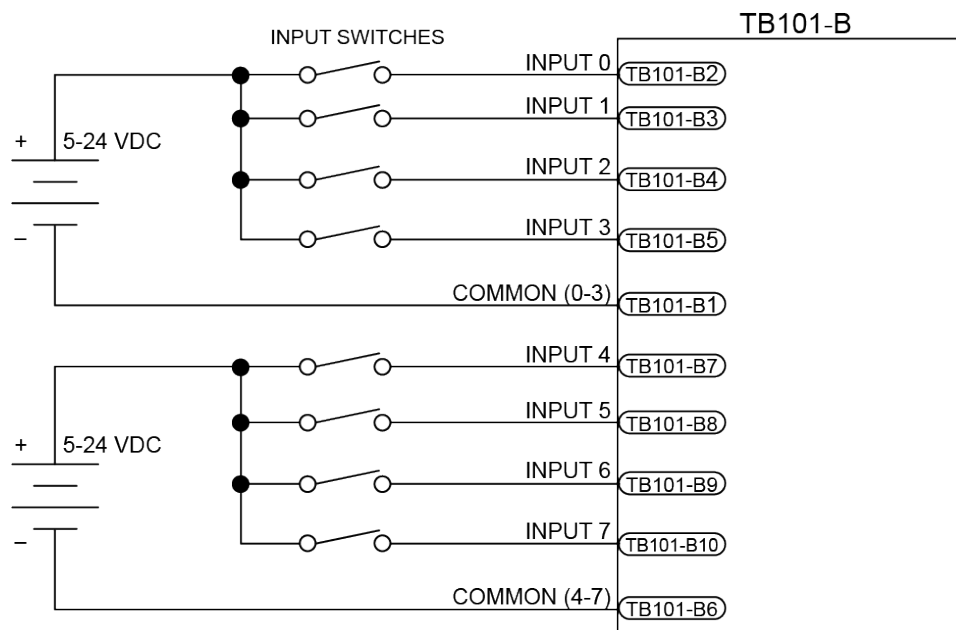 TB101-B
INPUT SWITCHES
INPUT 0
TB101-B2
INPUT 1
TB101-B3
+ 5-24 VDC
INPUT 2
TB101-B4
INPUT 3
TB101-B5
–
COMMON (0-3)
TB101-B1
INPUT 4
TB101-B7
INPUT 5
TB101-B8
+ 5-24 VDC
INPUT 6
TB101-B9
INPUT 7
TB101-B10
–
COMMON (4-7)
TB101-B6